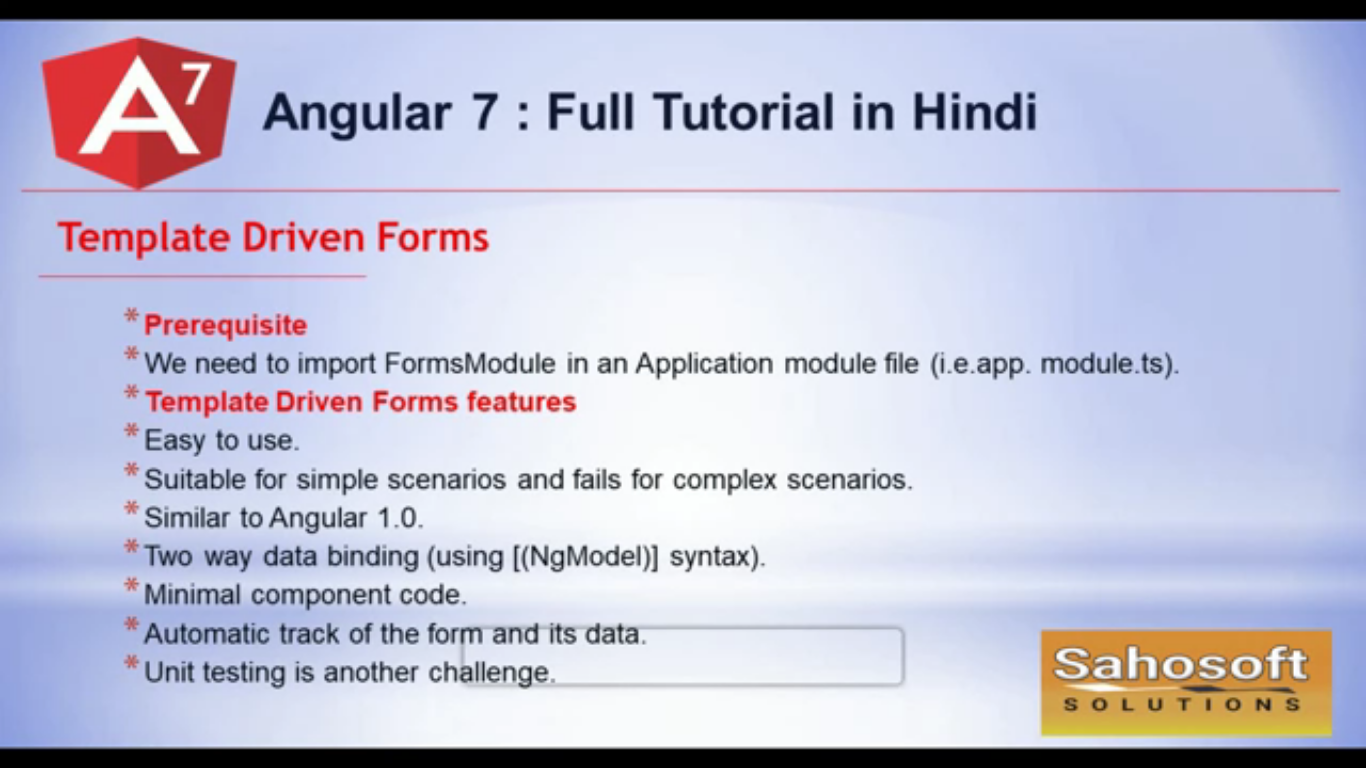 A7
Angular 7 : Full Tutorial in Hindi
Template Driven Forms
* Prerequisite
* We need to import FormsModule in an Application module file (i.e.app. module.ts).
* Template Driven Forms features
* Easy to use.
* Suitable for simple scenarios and fails for complex scenarios.
* Similar to Angular 1.0.
* Two way data binding (using [(NgModel)] syntax).
* Minimal component code.
* Automatic track of the form and its data.
* Unit testing is another challenge.
Sahosoft
SOLUTIONS